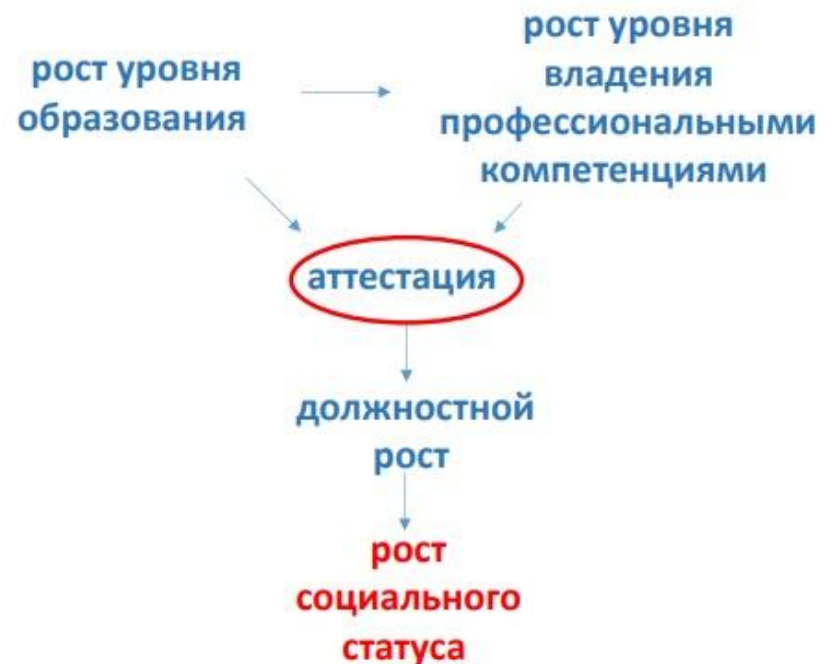 рост уровня
образования
рост уровня
владения
профессиональными
компетенциями
аттестация
должностной
рост
рост
социального
статуса